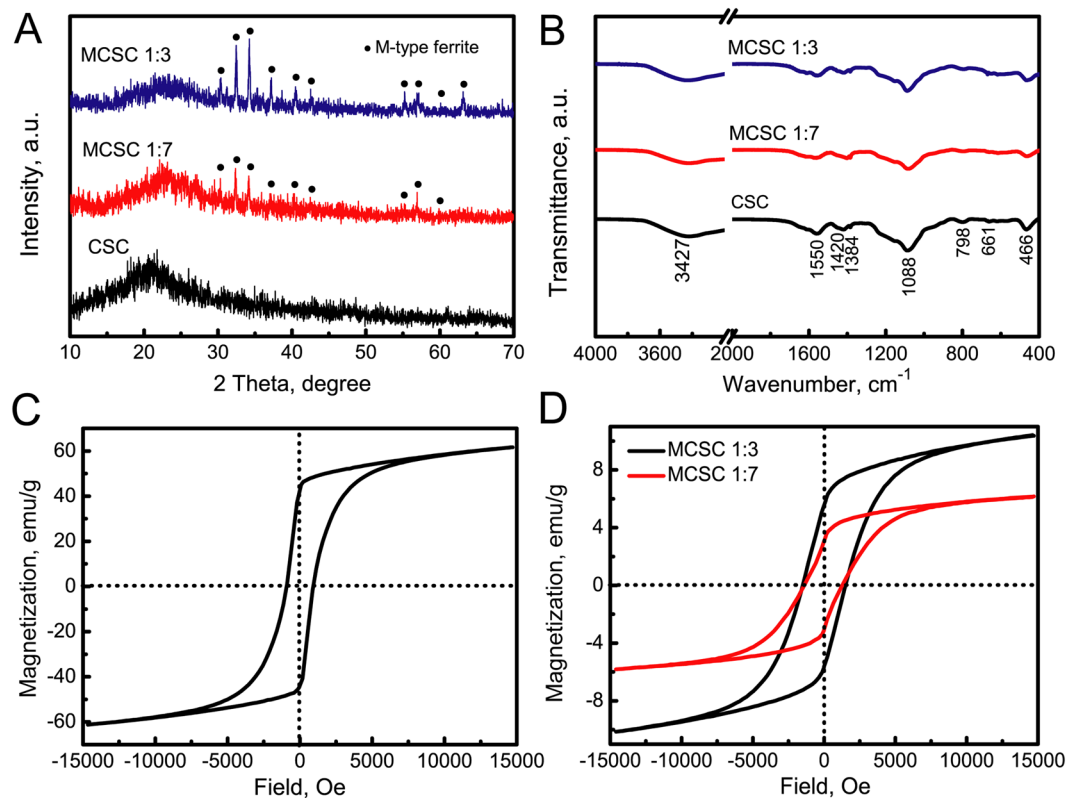 A
MCSC 1:3
• M-type ferrite
MCSC 1:7
CSC
Intensity, a.u.
10 20 30 40 50 60 70
2 Theta, degree
B
MCSC 1:3
MCSC 1:7
CSC
3427 1550 1420 1384 1088 798 661 466
Transmittance, a.u.
4000 3600 2000 1600 1200 800 400
Wavenumber, cm⁻¹
C
60
40
20
0
-20
-40
-60
Magnetization, emu/g
-15000 -10000 -5000 0 5000 10000 15000
Field, Oe
D
MCSC 1:3
MCSC 1:7
8
4
0
-4
-8
Magnetization, emu/g
-15000 -10000 -5000 0 5000 10000 15000
Field, Oe